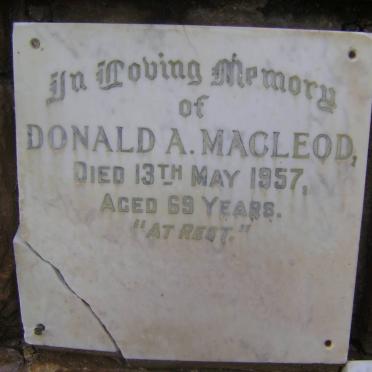 In Loving Memory
of
DONALD A. MACLEOD,
DIED 13TH MAY 1957,
AGED 69 YEARS.
"AT REST."